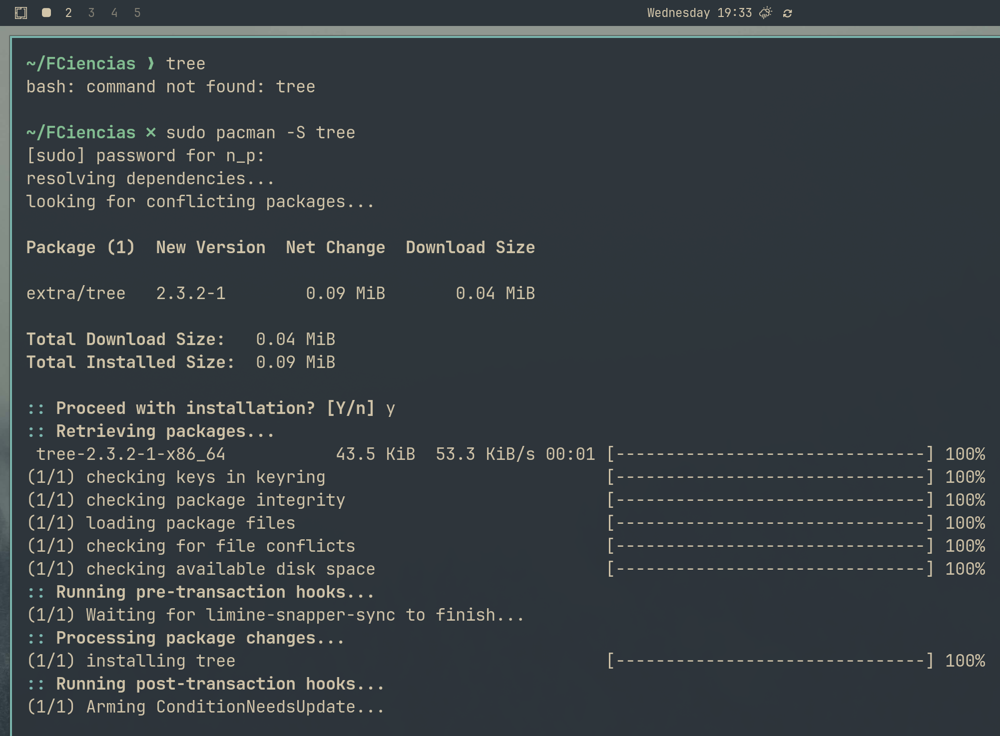 2 3 4 5 Wednesday 19:33
~/FCiencias ❯ tree
bash: command not found: tree
~/FCiencias × sudo pacman -S tree
[sudo] password for n_p:
resolving dependencies...
looking for conflicting packages...
Package (1)  New Version  Net Change  Download Size
extra/tree   2.3.2-1        0.09 MiB       0.04 MiB
Total Download Size:   0.04 MiB
Total Installed Size:  0.09 MiB
:: Proceed with installation? [Y/n] y
:: Retrieving packages...
 tree-2.3.2-1-x86_64           43.5 KiB  53.3 KiB/s 00:01 [-------------------------------] 100%
(1/1) checking keys in keyring                            [-------------------------------] 100%
(1/1) checking package integrity                          [-------------------------------] 100%
(1/1) loading package files                               [-------------------------------] 100%
(1/1) checking for file conflicts                         [-------------------------------] 100%
(1/1) checking available disk space                       [-------------------------------] 100%
:: Running pre-transaction hooks...
(1/1) Waiting for limine-snapper-sync to finish...
:: Processing package changes...
(1/1) installing tree                                     [-------------------------------] 100%
:: Running post-transaction hooks...
(1/1) Arming ConditionNeedsUpdate...